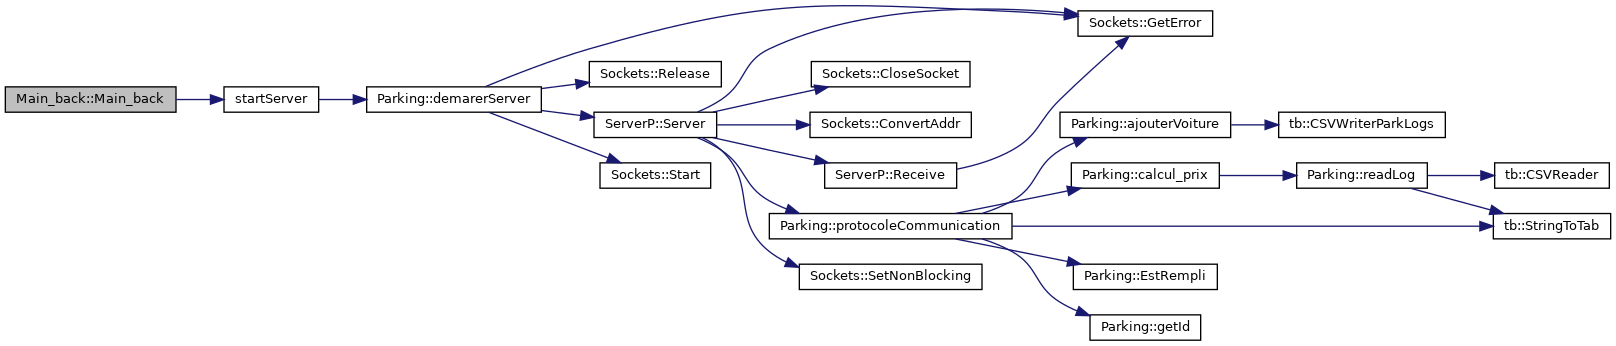 Main_back::Main_back
startServer
Parking::demarerServer
Sockets::GetError
Sockets::Release
ServerP::Server
Sockets::Start
Sockets::CloseSocket
Sockets::ConvertAddr
ServerP::Receive
Parking::protocoleCommunication
Sockets::SetNonBlocking
Parking::ajouterVoiture
tb::CSVWriterParkLogs
Parking::calcul_prix
Parking::readLog
tb::CSVReader
tb::StringToTab
Parking::EstRempli
Parking::getId